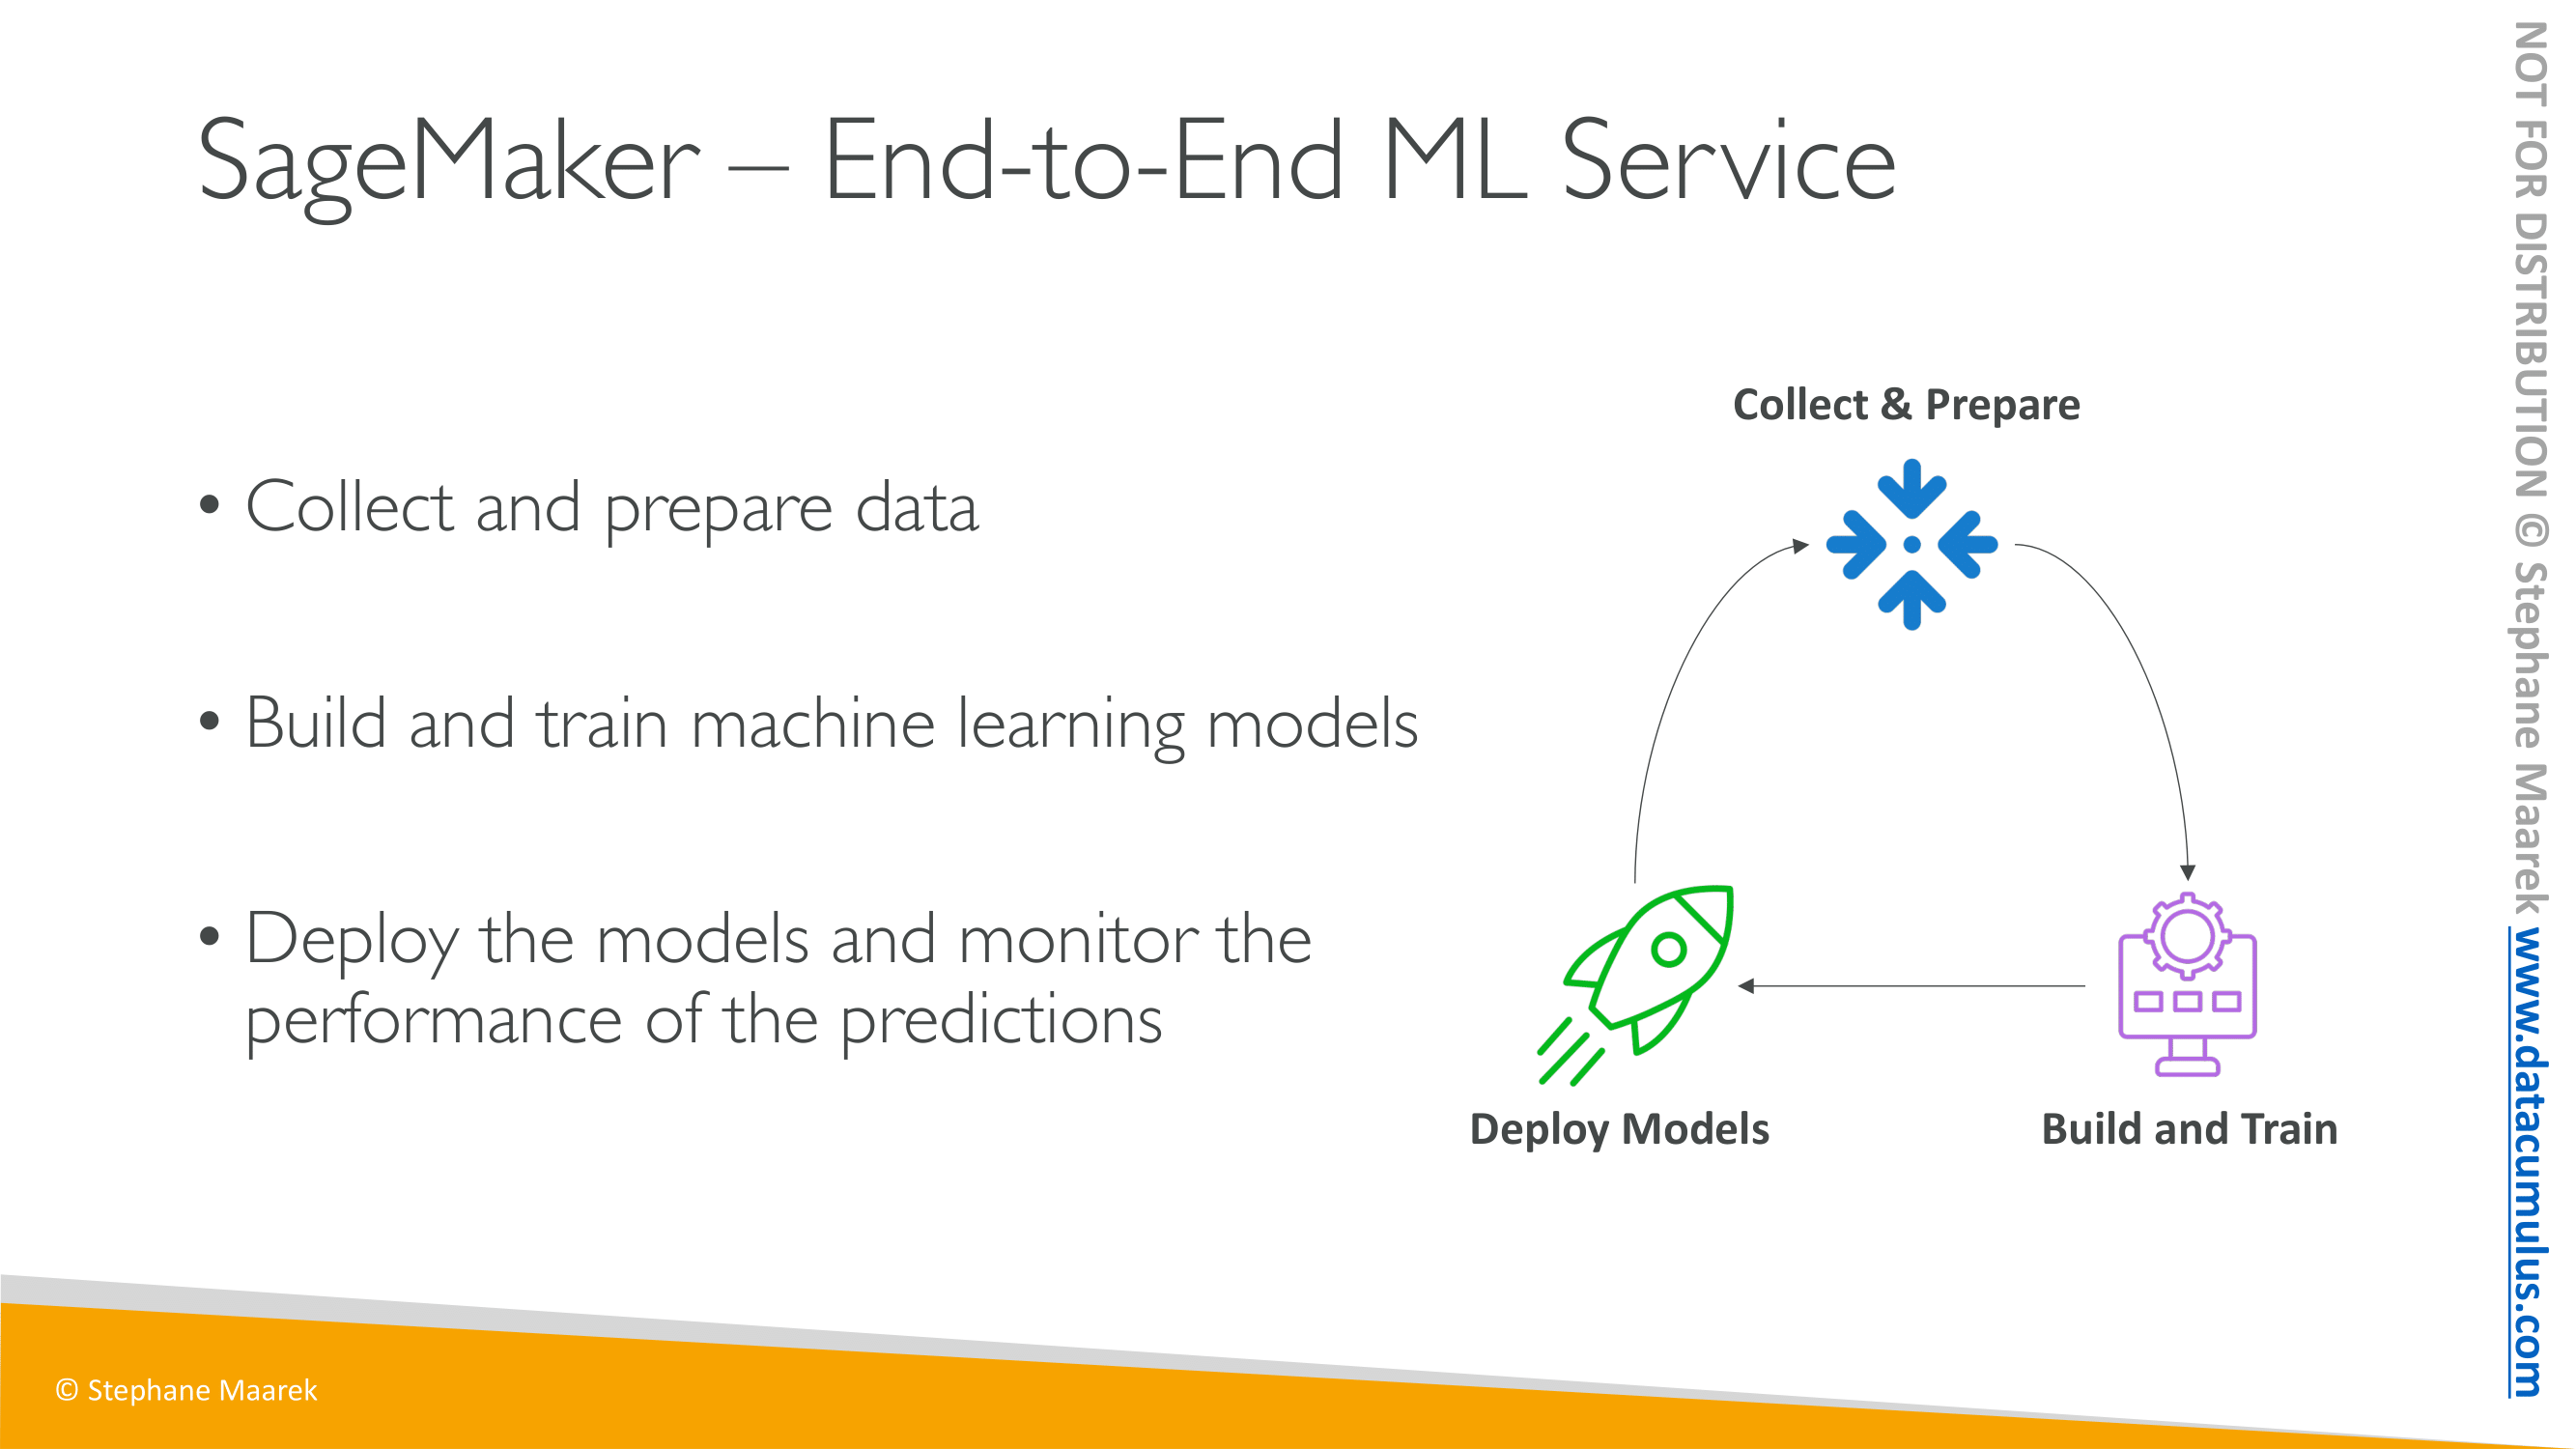 SageMaker – End-to-End ML Service
• Collect and prepare data
• Build and train machine learning models
• Deploy the models and monitor the
performance of the predictions
Collect & Prepare
Deploy Models
Build and Train
© Stephane Maarek
NOT FOR DISTRIBUTION © Stephane Maarek www.datacumulus.com